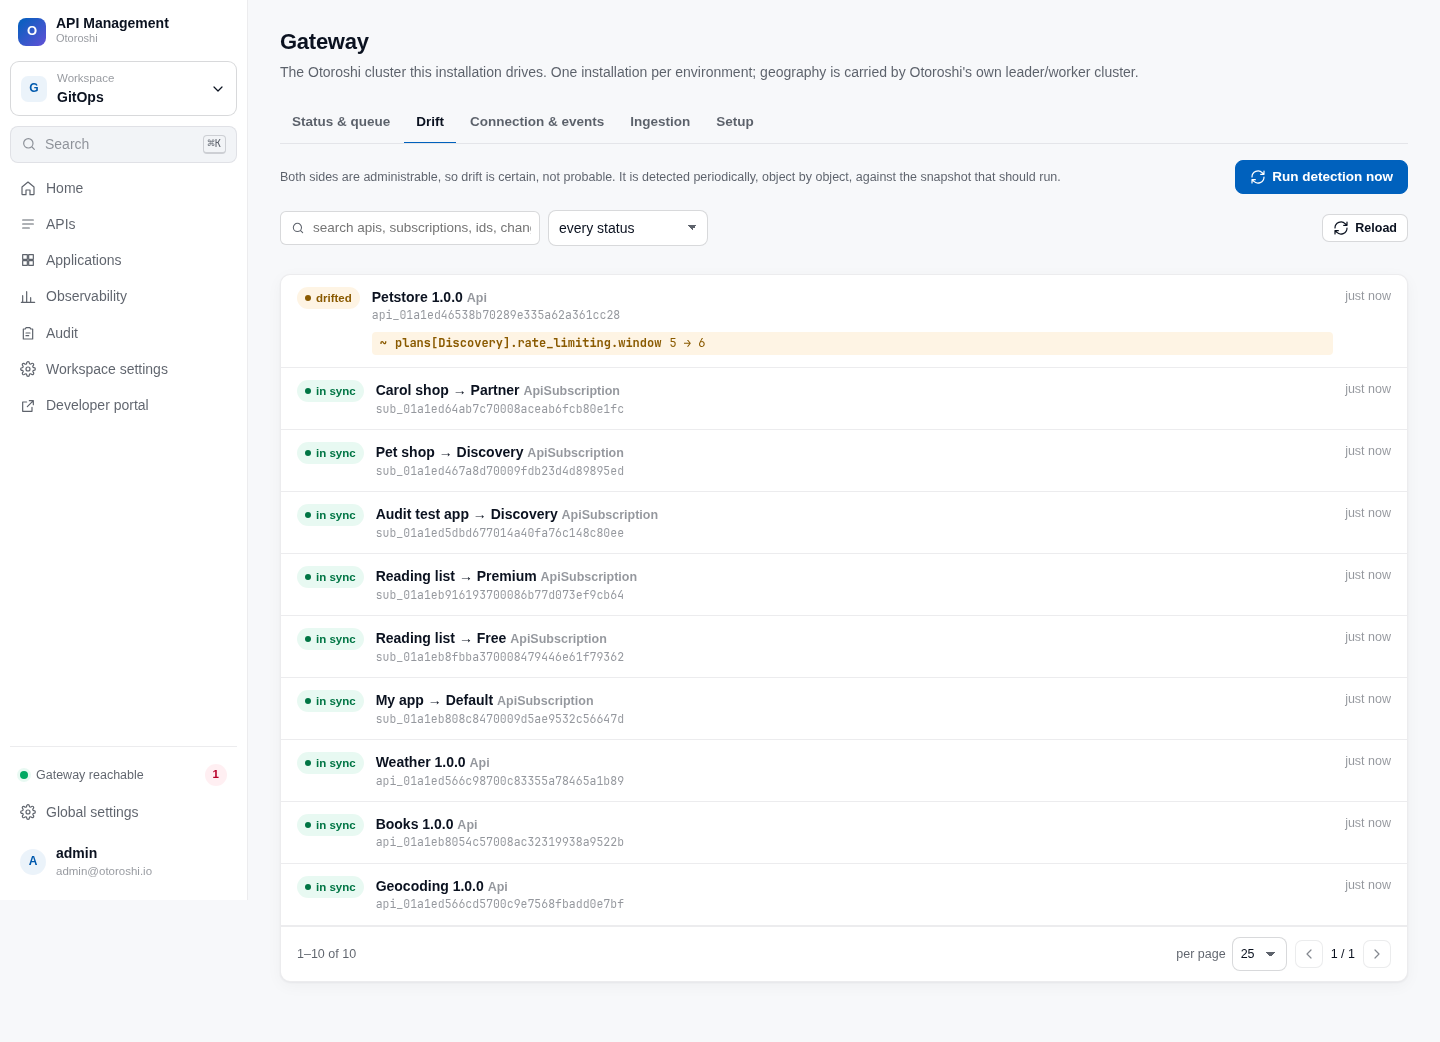 O
API Management
Otoroshi
G
Workspace
GitOps
Search
⌘K
Home
APIs
Applications
Observability
Audit
Workspace settings
Developer portal
Gateway reachable
1
Global settings
A
admin
admin@otoroshi.io
Gateway
The Otoroshi cluster this installation drives. One installation per environment; geography is carried by Otoroshi's own leader/worker cluster.
Status & queue Drift Connection & events Ingestion Setup
Both sides are administrable, so drift is certain, not probable. It is detected periodically, object by object, against the snapshot that should run.
Run detection now
search apis, subscriptions, ids, chan
every status
Reload
drifted Petstore 1.0.0 Api just now
api_01a1ed46538b70289e335a62a361cc28
~ plans[Discovery].rate_limiting.window 5 → 6
in sync Carol shop → Partner ApiSubscription just now
sub_01a1ed64ab7c70008aceab6fcb80e1fc
in sync Pet shop → Discovery ApiSubscription just now
sub_01a1ed467a8d70009fdb23d4d89895ed
in sync Audit test app → Discovery ApiSubscription just now
sub_01a1ed5dbd677014a40fa76c148c80ee
in sync Reading list → Premium ApiSubscription just now
sub_01a1eb916193700086b77d073ef9cb64
in sync Reading list → Free ApiSubscription just now
sub_01a1eb8fbba370008479446e61f79362
in sync My app → Default ApiSubscription just now
sub_01a1eb808c8470009d5ae9532c56647d
in sync Weather 1.0.0 Api just now
api_01a1ed566c98700c83355a78465a1b89
in sync Books 1.0.0 Api just now
api_01a1eb8054c57008ac32319938a9522b
in sync Geocoding 1.0.0 Api just now
api_01a1ed566cd5700c9e7568fbadd0e7bf
1–10 of 10
per page 25 1 / 1